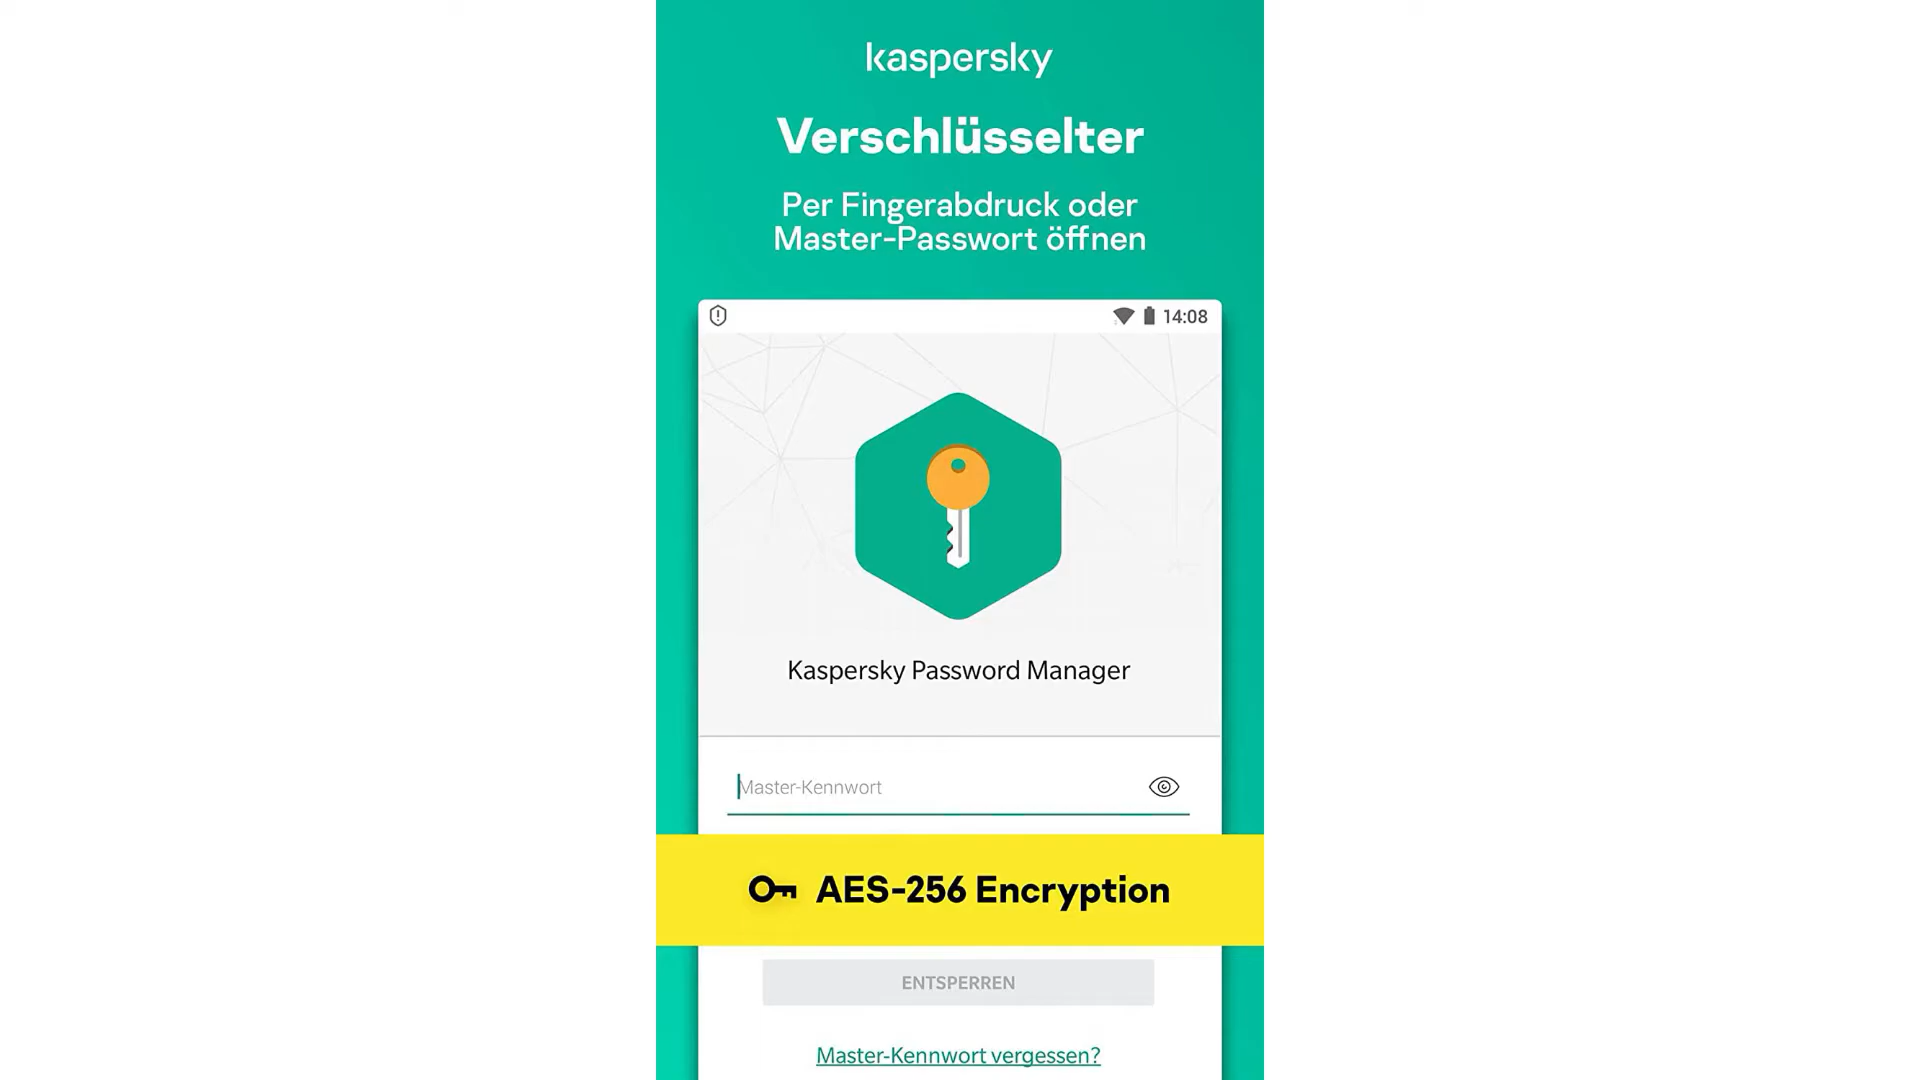 kaspersky
Verschlüsselter
Per Fingerabdruck oder
Master-Passwort öffnen
14:08
Kaspersky Password Manager
Master-Kennwort
AES-256 Encryption
ENTSPERREN
Master-Kennwort vergessen?